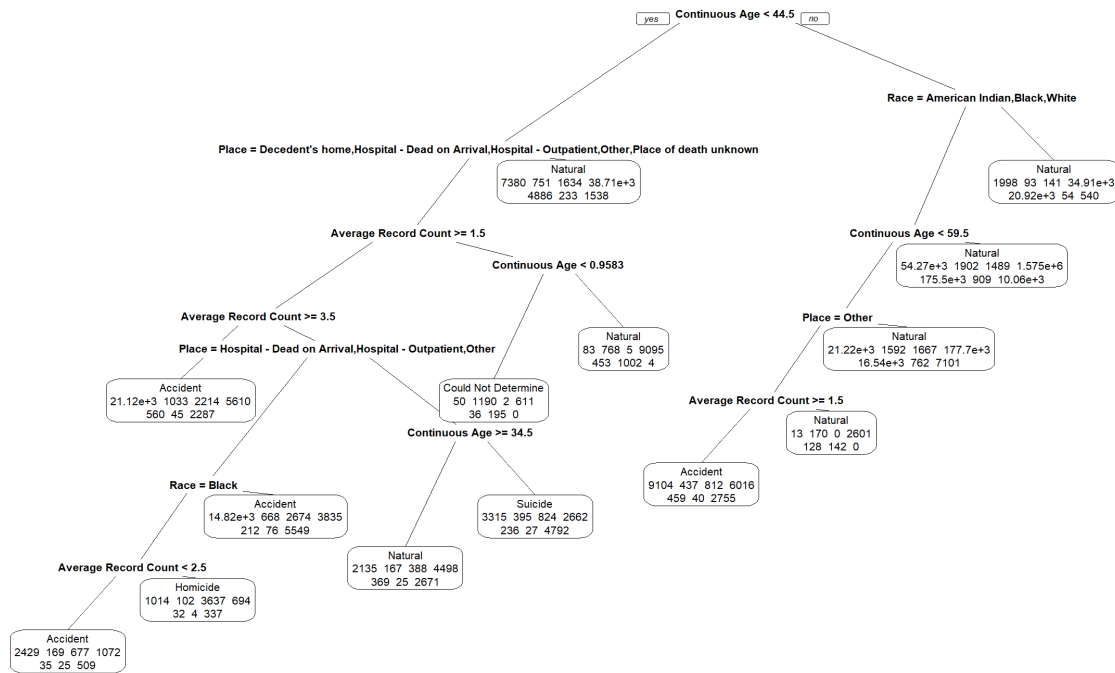 yes
Continuous Age < 44.5
no
Race = American Indian,Black,White
Place = Decedent's home,Hospital - Dead on Arrival,Hospital - Outpatient,Other,Place of death unknown
Natural
7380 751 1634 38.71e+3
4886 233 1538
Natural
1998 93 141 34.91e+3
20.92e+3 54 540
Average Record Count >= 1.5
Continuous Age < 59.5
Continuous Age < 0.9583
Natural
54.27e+3 1902 1489 1.575e+6
175.5e+3 909 10.06e+3
Average Record Count >= 3.5
Place = Other
Place = Hospital - Dead on Arrival,Hospital - Outpatient,Other
Natural
83 768 5 9095
453 1002 4
Natural
21.22e+3 1592 1667 177.7e+3
16.54e+3 762 7101
Accident
21.12e+3 1033 2214 5610
560 45 2287
Could Not Determine
50 1190 2 611
36 195 0
Average Record Count >= 1.5
Natural
13 170 0 2601
128 142 0
Continuous Age >= 34.5
Accident
9104 437 812 6016
459 40 2755
Race = Black
Accident
14.82e+3 668 2674 3835
212 76 5549
Suicide
3315 395 824 2662
236 27 4792
Natural
2135 167 388 4498
369 25 2671
Average Record Count < 2.5
Homicide
1014 102 3637 694
32 4 337
Accident
2429 169 677 1072
35 25 509